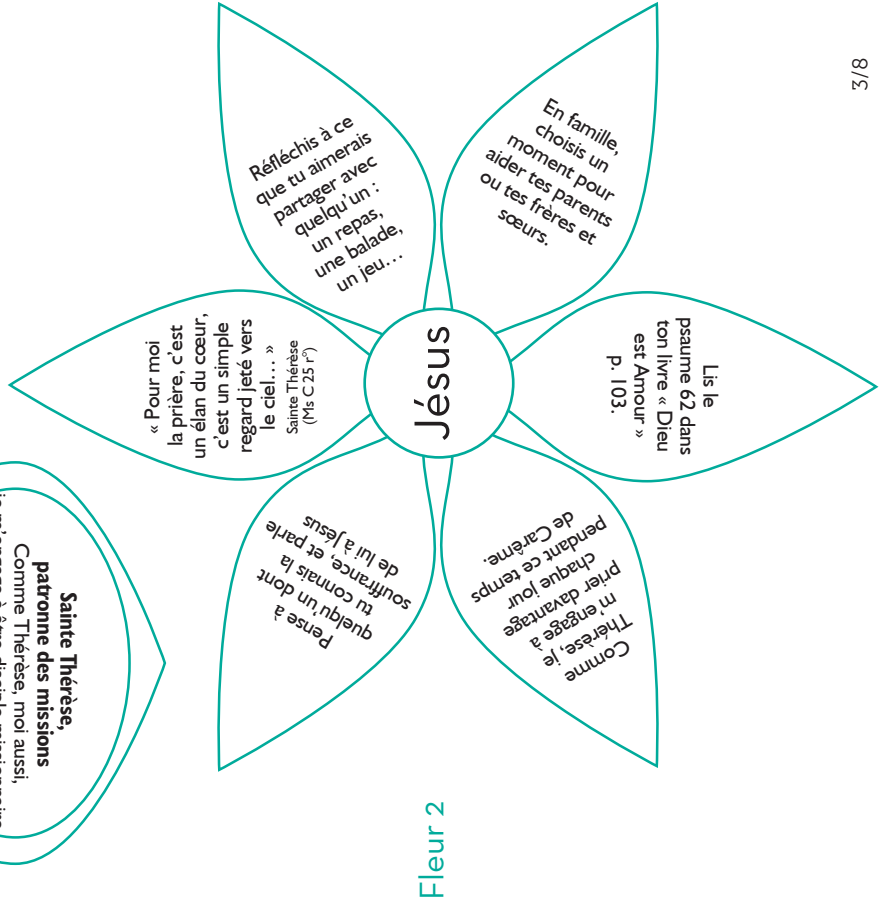 Fleur 2
Jésus
« Pour moi
la prière, c'est
un élan du cœur,
c'est un simple
regard jeté vers
le ciel… »
Sainte Thérèse
(Ms C 25 r°)
Réfléchis à ce
que tu aimerais
partager avec
quelqu'un :
un repas,
une balade,
un jeu…
En famille,
choisis un
moment pour
aider tes parents
ou tes frères et
sœurs.
Lis le
psaume 62 dans
ton livre « Dieu
est Amour »
p. 103.
Comme
Thérèse, je
m'engage à
prier davantage
chaque jour
pendant ce temps
de Carême.
Pense à
quelqu'un dont
tu connais la
souffrance, et parle
de lui à Jésus
Sainte Thérèse,
patronne des missions
Comme Thérèse, moi aussi,
je m'engage à être disciple missionnaire
3/8